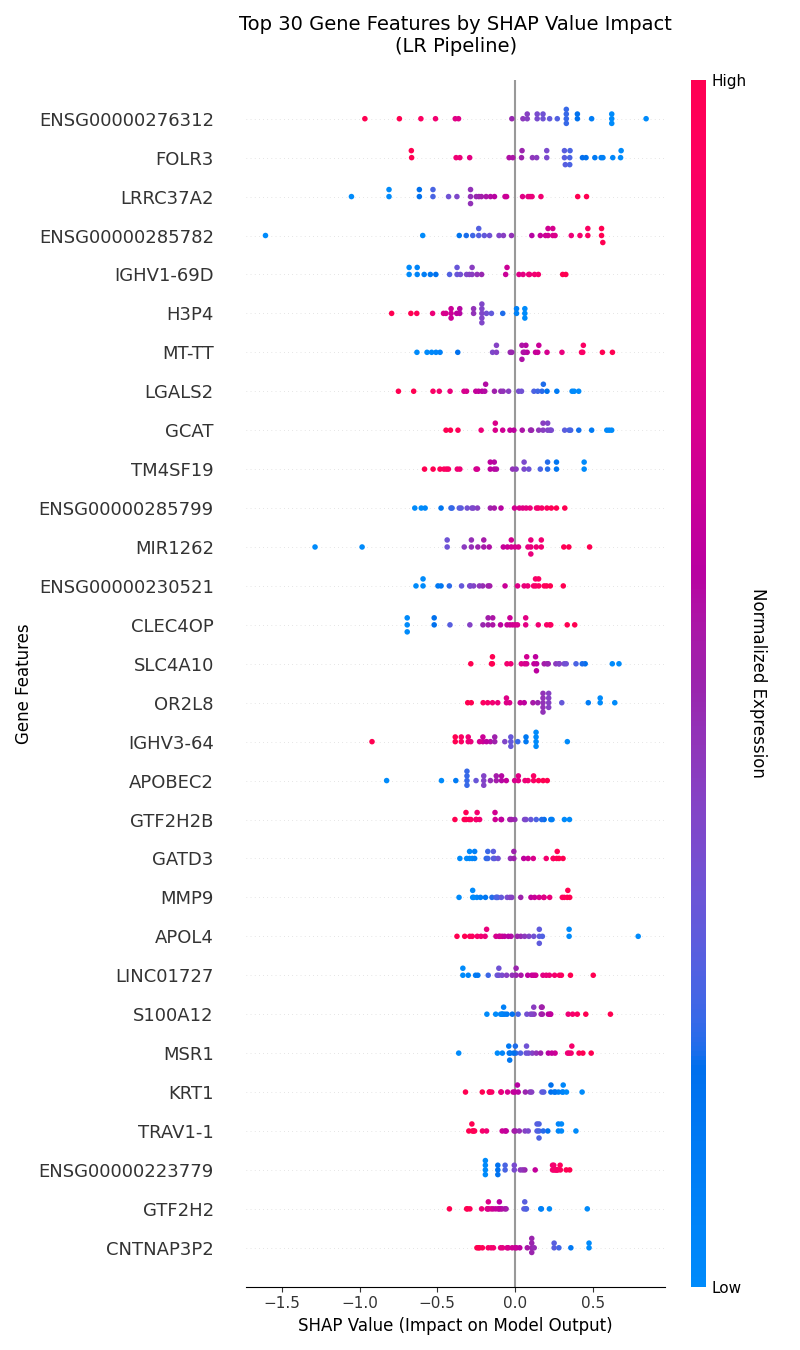 Top 30 Gene Features by SHAP Value Impact
(LR Pipeline)
High
ENSG00000276312
FOLR3
LRRC37A2
ENSG00000285782
IGHV1-69D
H3P4
MT-TT
LGALS2
GCAT
TM4SF19
ENSG00000285799
MIR1262
ENSG00000230521
CLEC4OP
SLC4A10
OR2L8
IGHV3-64
APOBEC2
GTF2H2B
GATD3
MMP9
APOL4
LINC01727
S100A12
MSR1
KRT1
TRAV1-1
ENSG00000223779
GTF2H2
CNTNAP3P2
Gene Features
Normalized Expression
Low
−1.5 −1.0 −0.5 0.0 0.5
SHAP Value (Impact on Model Output)